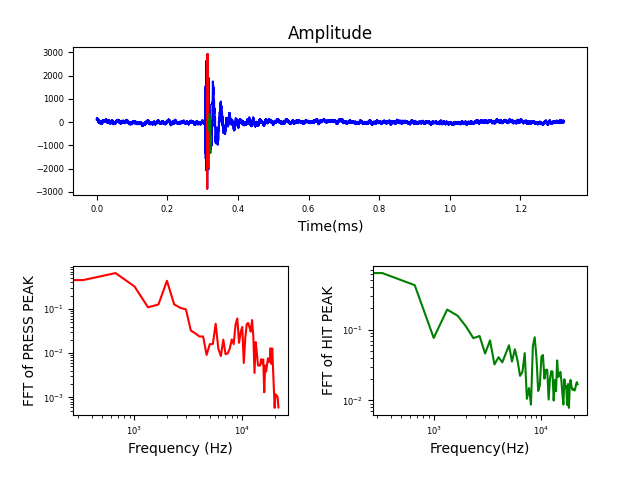 Amplitude
3000
2000
1000
0
−1000
−2000
−3000
0.0 0.2 0.4 0.6 0.8 1.0 1.2
Time(ms)
FFT of PRESS PEAK
10⁻¹
10⁻²
10⁻³
10³ 10⁴
Frequency (Hz)
FFT of HIT PEAK
10⁻¹
10⁻²
10³ 10⁴
Frequency(Hz)